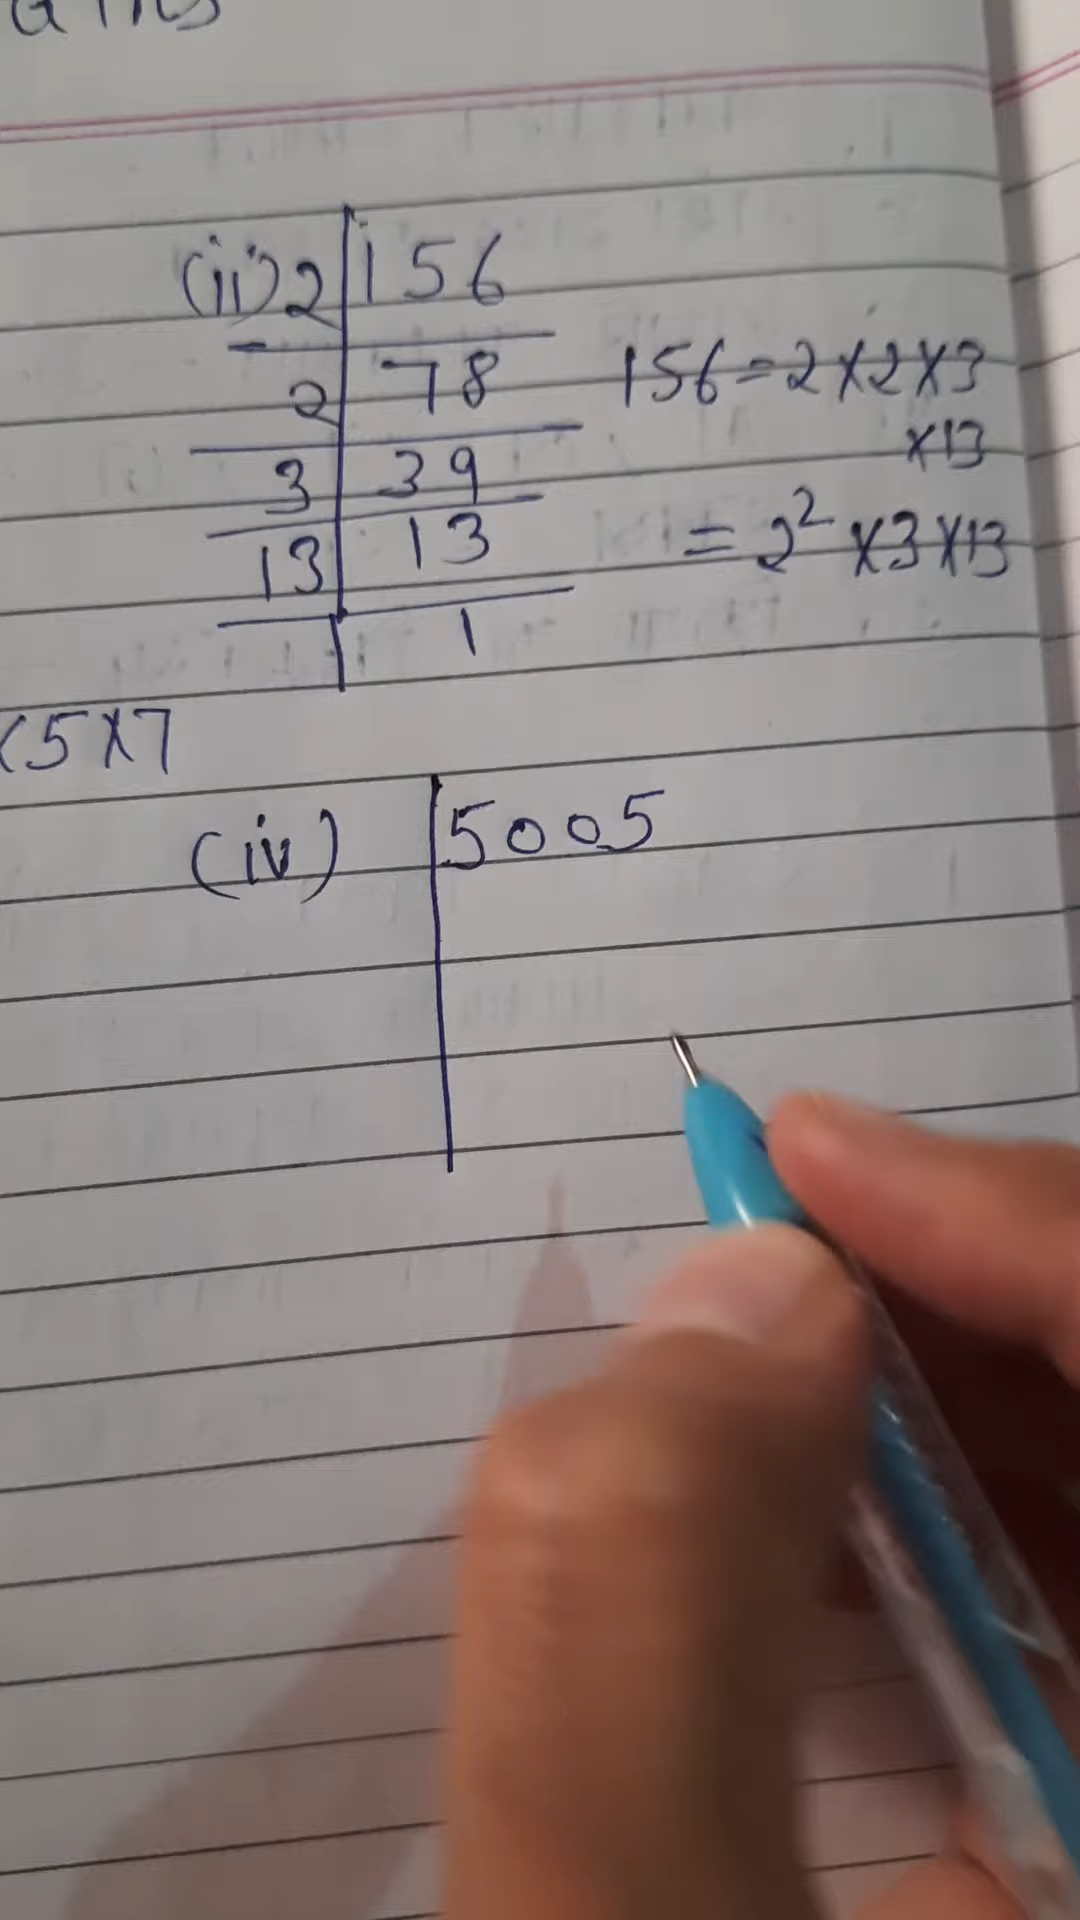 (ii) 2 | 156
2 | 78
156 = 2 X 2 X 3
X 13
3 | 39
13 | 13
= 2² X 3 X 13
1
X 5 X 7
(iv) | 5005